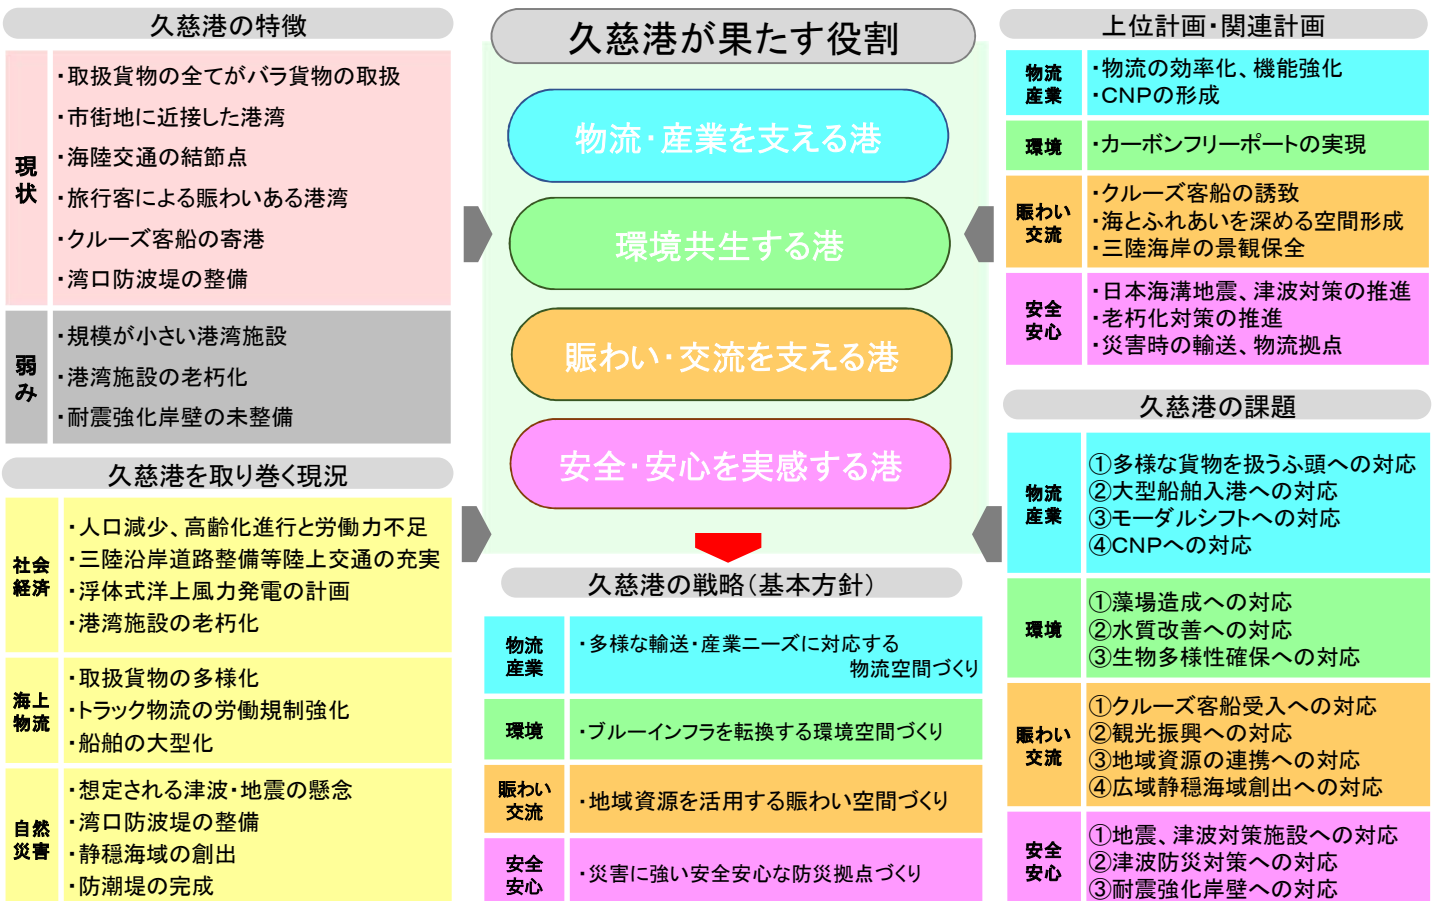 久慈港の特徴
現状
・取扱貨物の全てがバラ貨物の取扱
・市街地に近接した港湾
・海陸交通の結節点
・旅行客による賑わいある港湾
・クルーズ客船の寄港
・湾口防波堤の整備
弱み
・規模が小さい港湾施設
・港湾施設の老朽化
・耐震強化岸壁の未整備
久慈港を取り巻く現況
社会
経済
・人口減少、高齢化進行と労働力不足
・三陸沿岸道路整備等陸上交通の充実
・浮体式洋上風力発電の計画
・港湾施設の老朽化
海上
物流
・取扱貨物の多様化
・トラック物流の労働規制強化
・船舶の大型化
自然
災害
・想定される津波・地震の懸念
・湾口防波堤の整備
・静穏海域の創出
・防潮堤の完成
久慈港が果たす役割
物流・産業を支える港
環境共生する港
賑わい・交流を支える港
安全・安心を実感する港
久慈港の戦略（基本方針）
物流
産業
・多様な輸送・産業ニーズに対応する
物流空間づくり
環境
・ブルーインフラを転換する環境空間づくり
賑わい
交流
・地域資源を活用する賑わい空間づくり
安全
安心
・災害に強い安全安心な防災拠点づくり
上位計画・関連計画
物流
産業
・物流の効率化、機能強化
・CNPの形成
環境
・カーボンフリーポートの実現
賑わい
交流
・クルーズ客船の誘致
・海とふれあいを深める空間形成
・三陸海岸の景観保全
安全
安心
・日本海溝地震、津波対策の推進
・老朽化対策の推進
・災害時の輸送、物流拠点
久慈港の課題
物流
産業
①多様な貨物を扱うふ頭への対応
②大型船舶入港への対応
③モーダルシフトへの対応
④CNPへの対応
環境
①藻場造成への対応
②水質改善への対応
③生物多様性確保への対応
賑わい
交流
①クルーズ客船受入への対応
②観光振興への対応
③地域資源の連携への対応
④広域静穏海域創出への対応
安全
安心
①地震、津波対策施設への対応
②津波防災対策への対応
③耐震強化岸壁への対応